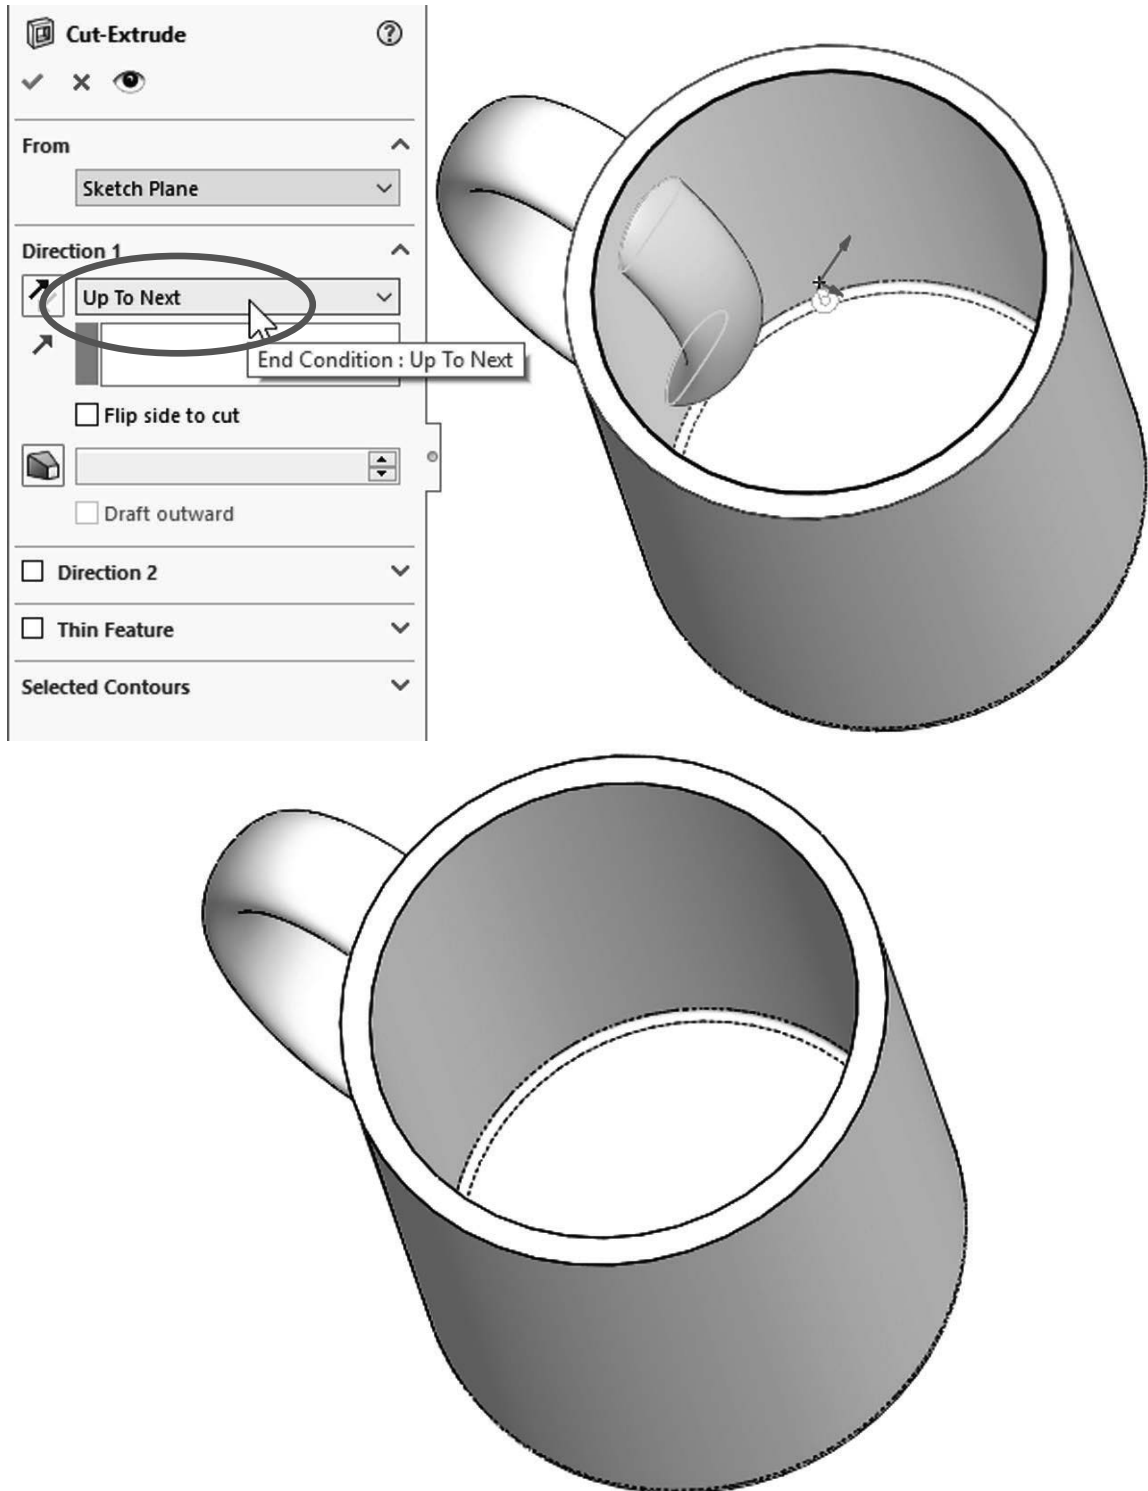 Cut-Extrude
From
Sketch Plane
Direction 1
Up To Next
End Condition : Up To Next
Flip side to cut
Draft outward
Direction 2
Thin Feature
Selected Contours